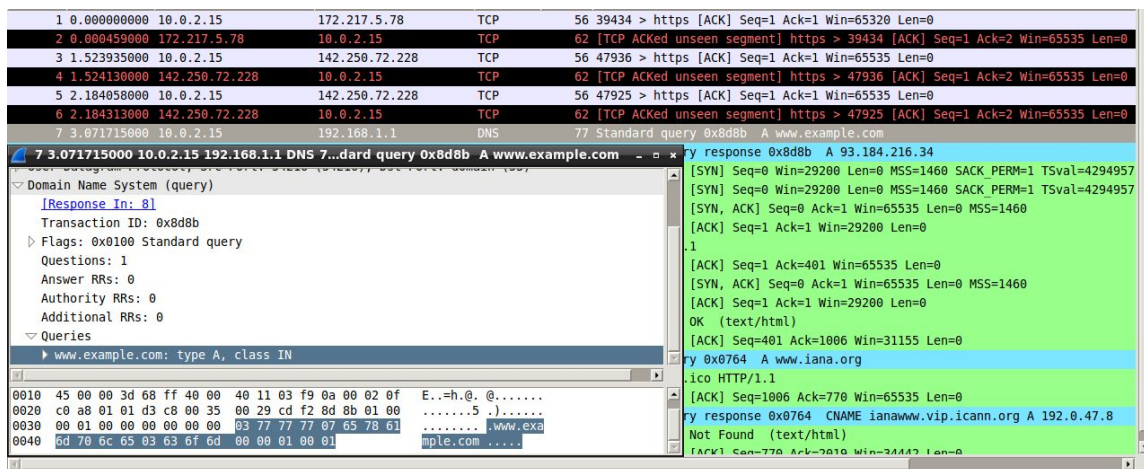 1 0.000000000 10.0.2.15 172.217.5.78 TCP 56 39434 > https [ACK] Seq=1 Ack=1 Win=65320 Len=0
2 0.000459000 172.217.5.78 10.0.2.15 TCP 62 [TCP ACKed unseen segment] https > 39434 [ACK] Seq=1 Ack=2 Win=65535 Len=0
3 1.523935000 10.0.2.15 142.250.72.228 TCP 56 47936 > https [ACK] Seq=1 Ack=1 Win=65535 Len=0
4 1.524130000 142.250.72.228 10.0.2.15 TCP 62 [TCP ACKed unseen segment] https > 47936 [ACK] Seq=1 Ack=2 Win=65535 Len=0
5 2.184058000 10.0.2.15 142.250.72.228 TCP 56 47925 > https [ACK] Seq=1 Ack=1 Win=65535 Len=0
6 2.184313000 142.250.72.228 10.0.2.15 TCP 62 [TCP ACKed unseen segment] https > 47925 [ACK] Seq=1 Ack=2 Win=65535 Len=0
7 3.071715000 10.0.2.15 192.168.1.1 DNS 77 Standard query 0x8d8b A www.example.com
7 3.071715000 10.0.2.15 192.168.1.1 DNS 7...dard query 0x8d8b A www.example.com
Domain Name System (query)
[Response In: 8]
Transaction ID: 0x8d8b
Flags: 0x0100 Standard query
Questions: 1
Answer RRs: 0
Authority RRs: 0
Additional RRs: 0
Queries
www.example.com: type A, class IN
0010 45 00 00 3d 68 ff 40 00 40 11 03 f9 0a 00 02 0f E..=h.@. @.......
0020 c0 a8 01 01 d3 c8 00 35 00 29 cd f2 8d 8b 01 00 .......5 .)......
0030 00 01 00 00 00 00 00 00 03 77 77 77 07 65 78 61 ........ .www.exa
0040 6d 70 6c 65 03 63 6f 6d 00 00 01 00 01 mple.com .....
ry response 0x8d8b A 93.184.216.34
[SYN] Seq=0 Win=29200 Len=0 MSS=1460 SACK_PERM=1 TSval=4294957
[SYN] Seq=0 Win=29200 Len=0 MSS=1460 SACK_PERM=1 TSval=4294957
[SYN, ACK] Seq=0 Ack=1 Win=65535 Len=0 MSS=1460
[ACK] Seq=1 Ack=1 Win=29200 Len=0
.1
[ACK] Seq=1 Ack=401 Win=65535 Len=0
[SYN, ACK] Seq=0 Ack=1 Win=65535 Len=0 MSS=1460
[ACK] Seq=1 Ack=1 Win=29200 Len=0
OK (text/html)
[ACK] Seq=401 Ack=1006 Win=31155 Len=0
ry 0x0764 A www.iana.org
.ico HTTP/1.1
[ACK] Seq=1006 Ack=770 Win=65535 Len=0
ry response 0x0764 CNAME ianawww.vip.icann.org A 192.0.47.8
Not Found (text/html)
[ACK] Seq=770 Ack=2019 Win=34442 Len=0